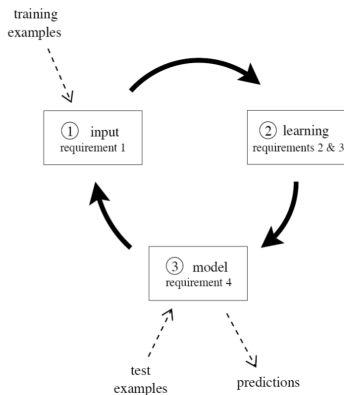 training
examples
① input
requirement 1
② learning
requirements 2 & 3
③ model
requirement 4
test
examples
predictions